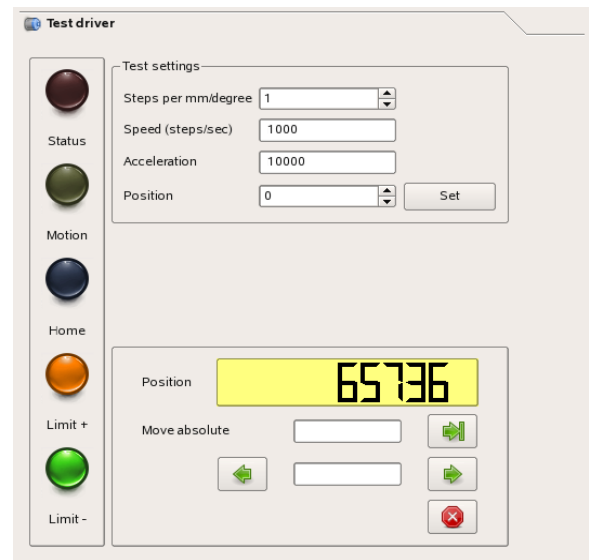 Test driver
Status
Motion
Home
Limit +
Limit -
Test settings
Steps per mm/degree 1
Speed (steps/sec) 1000
Acceleration 10000
Position 0 Set
Position 65736
Move absolute